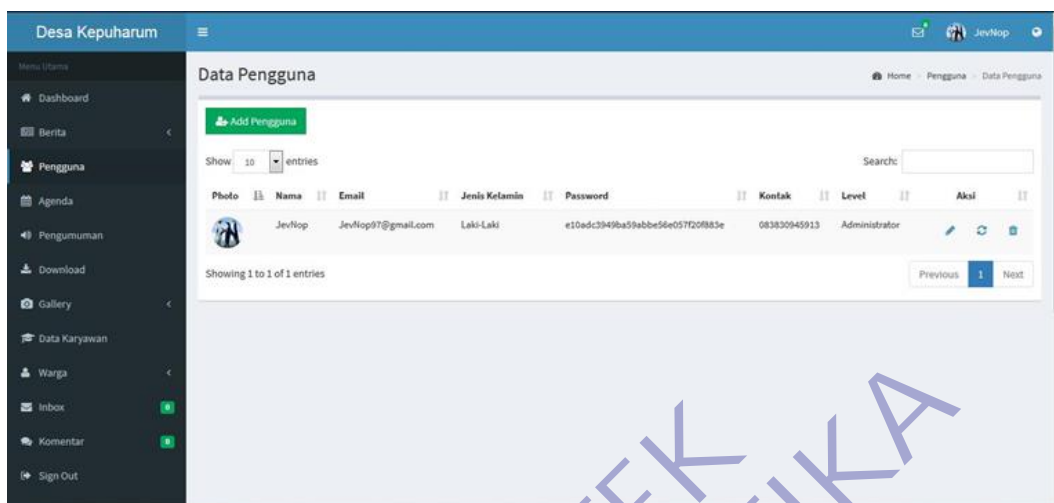 Desa Kepuharum
JevNop
Menu Utama
Data Pengguna
Home Pengguna Data Pengguna
Dashboard
Berita
Pengguna
Agenda
Pengumuman
Download
Gallery
Data Karyawan
Warga
Inbox 0
Komentar 0
Sign Out
Add Pengguna
Show 10 entries
Search:
Photo Nama Email Jenis Kelamin Password Kontak Level Aksi
JevNop JevNop97@gmail.com Laki-Laki e10adc3949ba59abbe56e057f20f883e 083830945913 Administrator
Showing 1 to 1 of 1 entries
Previous 1 Next